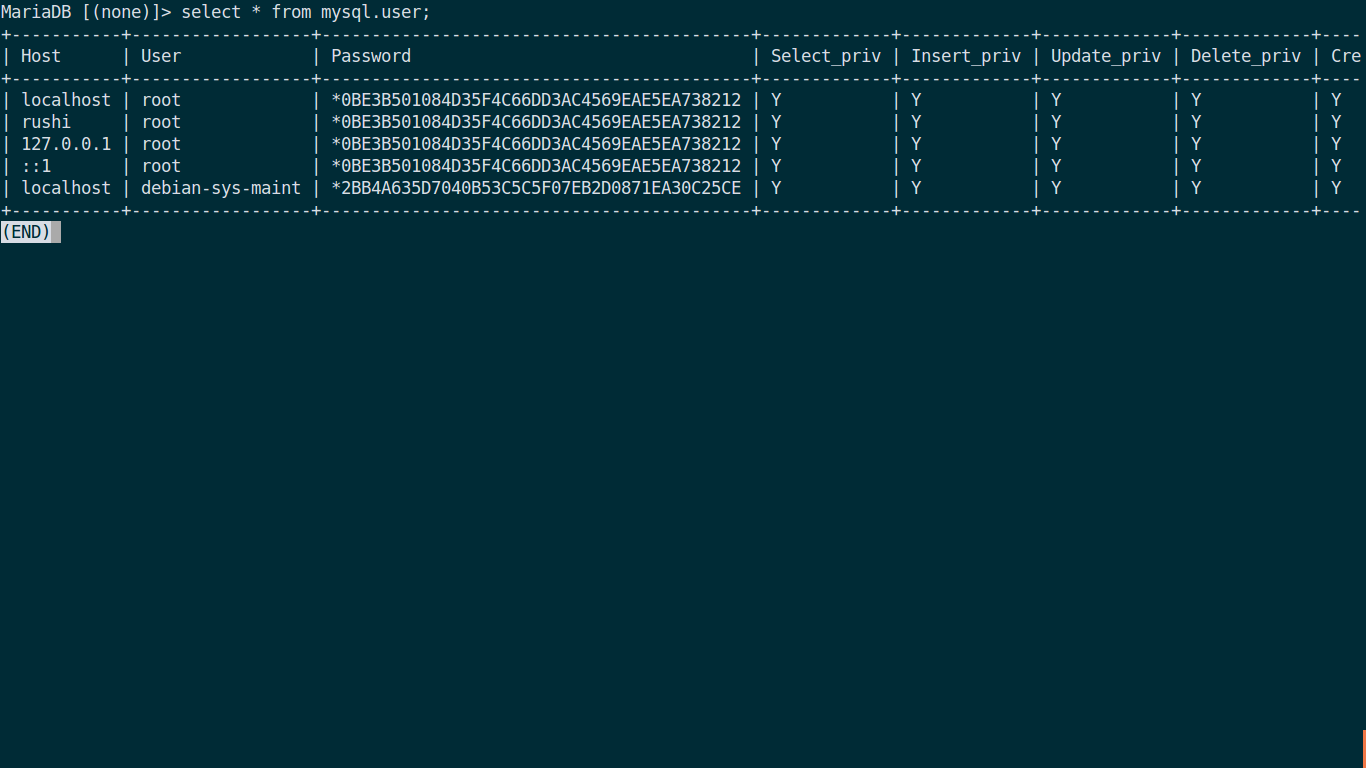 MariaDB [(none)]> select * from mysql.user;
+-----------+------------------+-------------------------------------------+-------------+-------------+-------------+-------------+----
| Host      | User             | Password                                  | Select_priv | Insert_priv | Update_priv | Delete_priv | Cre
+-----------+------------------+-------------------------------------------+-------------+-------------+-------------+-------------+----
| localhost | root             | *0BE3B501084D35F4C66DD3AC4569EAE5EA738212 | Y           | Y           | Y           | Y           | Y
| rushi     | root             | *0BE3B501084D35F4C66DD3AC4569EAE5EA738212 | Y           | Y           | Y           | Y           | Y
| 127.0.0.1 | root             | *0BE3B501084D35F4C66DD3AC4569EAE5EA738212 | Y           | Y           | Y           | Y           | Y
| ::1       | root             | *0BE3B501084D35F4C66DD3AC4569EAE5EA738212 | Y           | Y           | Y           | Y           | Y
| localhost | debian-sys-maint | *2BB4A635D7040B53C5C5F07EB2D0871EA30C25CE | Y           | Y           | Y           | Y           | Y
+-----------+------------------+-------------------------------------------+-------------+-------------+-------------+-------------+----
(END)